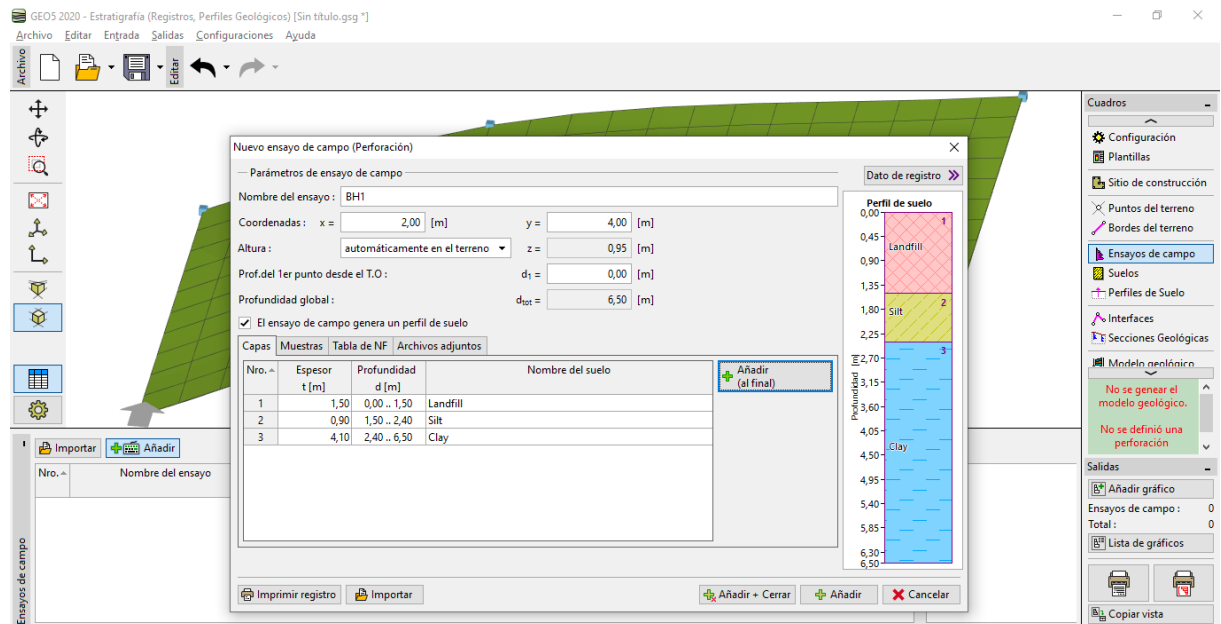 GEO5 2020 - Estratigrafía (Registros, Perfiles Geológicos) [Sin título.gsg *]
Archivo Editar Entrada Salidas Configuraciones Ayuda
Archivo
Editar
Nuevo ensayo de campo (Perforación)
Parámetros de ensayo de campo
Nombre del ensayo : BH1
Coordenadas : x = 2,00 [m] y = 4,00 [m]
Altura : automáticamente en el terreno z = 0,95 [m]
Prof.del 1er punto desde el T.O : d1 = 0,00 [m]
Profundidad global : dtot = 6,50 [m]
El ensayo de campo genera un perfil de suelo
Capas Muestras Tabla de NF Archivos adjuntos
Nro. Espesor Profundidad Nombre del suelo
t [m] d [m]
1 1,50 0,00 .. 1,50 Landfill
2 0,90 1,50 .. 2,40 Silt
3 4,10 2,40 .. 6,50 Clay
Añadir
(al final)
Dato de registro
Perfil de suelo
0,00
1
0,45
Landfill
0,90
1,35
1,80
2
Silt
2,25
3
2,70
Profundidad [m]
3,15
3,60
4,05
Clay
4,50
4,95
5,40
5,85
6,30
6,50
Imprimir registro Importar Añadir + Cerrar Añadir Cancelar
Importar Añadir
Nro. Nombre del ensayo
Ensayos de campo
Cuadros
Configuración
Plantillas
Sitio de construcción
Puntos del terreno
Bordes del terreno
Ensayos de campo
Suelos
Perfiles de Suelo
Interfaces
Secciones Geológicas
Modelo geológico
No se genear el
modelo geológico.
No se definió una
perforación
Salidas
Añadir gráfico
Ensayos de campo : 0
Total : 0
Lista de gráficos
Copiar vista